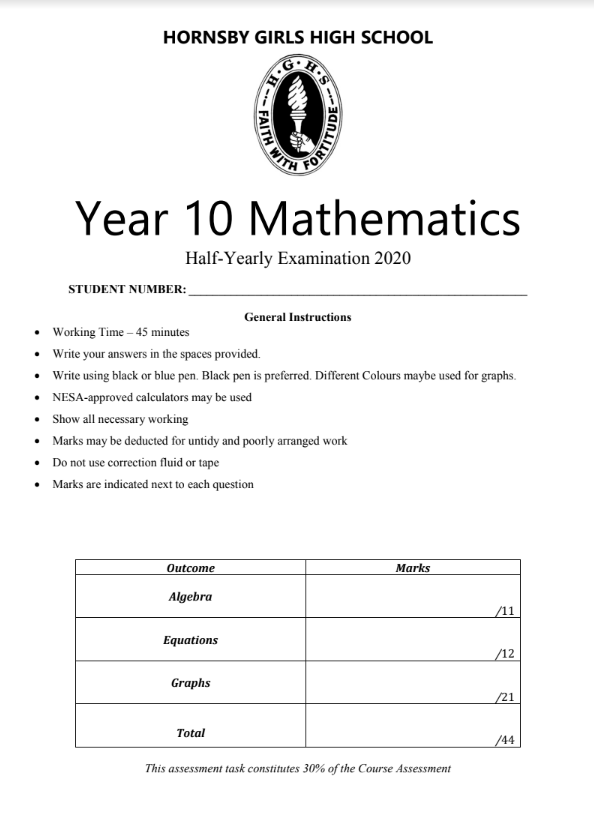 HORNSBY GIRLS HIGH SCHOOL
H·G·H·S
FAITH WITH FORTITUDE
Year 10 Mathematics
Half-Yearly Examination 2020
STUDENT NUMBER: ______________________________________________________
General Instructions
• Working Time – 45 minutes
• Write your answers in the spaces provided.
• Write using black or blue pen. Black pen is preferred. Different Colours maybe used for graphs.
• NESA-approved calculators may be used
• Show all necessary working
• Marks may be deducted for untidy and poorly arranged work
• Do not use correction fluid or tape
• Marks are indicated next to each question
Outcome Marks
Algebra /11
Equations /12
Graphs /21
Total /44
This assessment task constitutes 30% of the Course Assessment